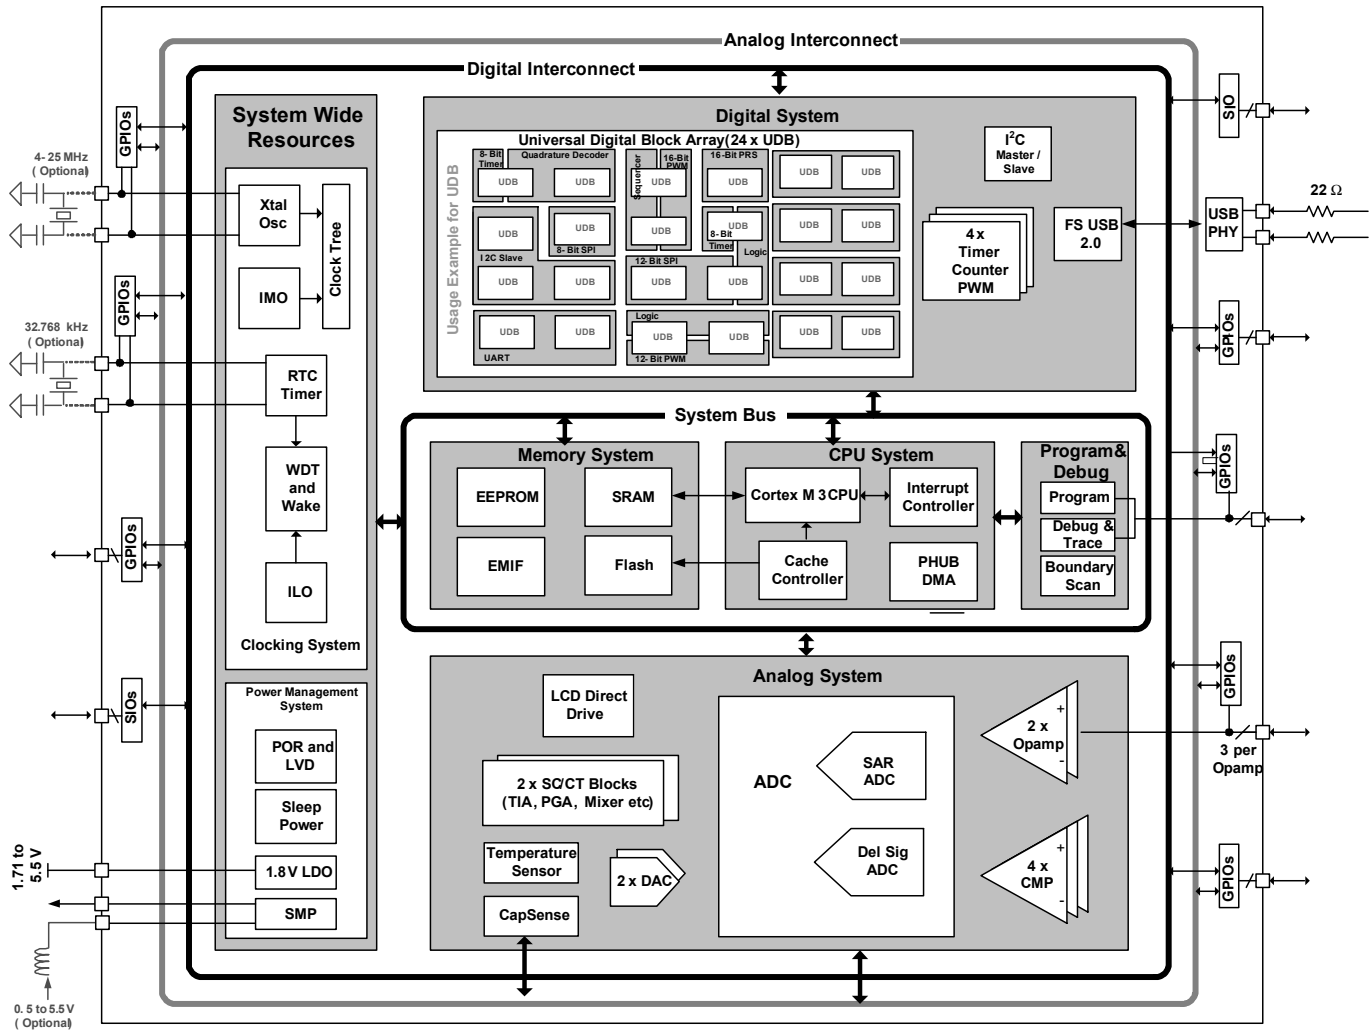 Analog Interconnect
Digital Interconnect
System Wide
Resources
4- 25 MHz
( Optional)
GPIOs
Xtal
Osc
IMO
Clock Tree
GPIOs
32.768 kHz
( Optional)
RTC
Timer
WDT
and
Wake
ILO
Clocking System
GPIOs
SIOs
Power Management
System
POR and
LVD
Sleep
Power
1.8 V LDO
SMP
1.71 to
5.5 V
0. 5 to 5.5 V
( Optional)
Digital System
Universal Digital Block Array(24 x UDB)
Usage Example for UDB
8- Bit
Timer
Quadrature Decoder
Sequencer
16-Bit
PWM
16-Bit PRS
UDB
UDB
UDB
UDB
UDB
UDB
I2C Slave
UDB
UDB
8- Bit SPI
UDB
UDB
8- Bit
Timer
Logic
UDB
UDB
12-Bit SPI
UDB
UDB
UDB
UDB
UDB
UDB
Logic
UDB
UDB
UDB
UDB
UDB
UDB
UART
12- Bit PWM
I2C
Master /
Slave
4 x
Timer
Counter
PWM
FS USB
2.0
SIO
USB
PHY
22 Ω
GPIOs
System Bus
Memory System
EEPROM
SRAM
EMIF
Flash
CPU System
Cortex M 3 CPU
Interrupt
Controller
Cache
Controller
PHUB
DMA
Program&
Debug
Program
Debug &
Trace
Boundary
Scan
GPIOs
Analog System
LCD Direct
Drive
2 x SC/CT Blocks
(TIA, PGA, Mixer etc)
Temperature
Sensor
CapSense
2 x DAC
ADC
SAR
ADC
Del Sig
ADC
+
2 x
Opamp
-
+
4 x
CMP
-
GPIOs
3 per
Opamp
GPIOs